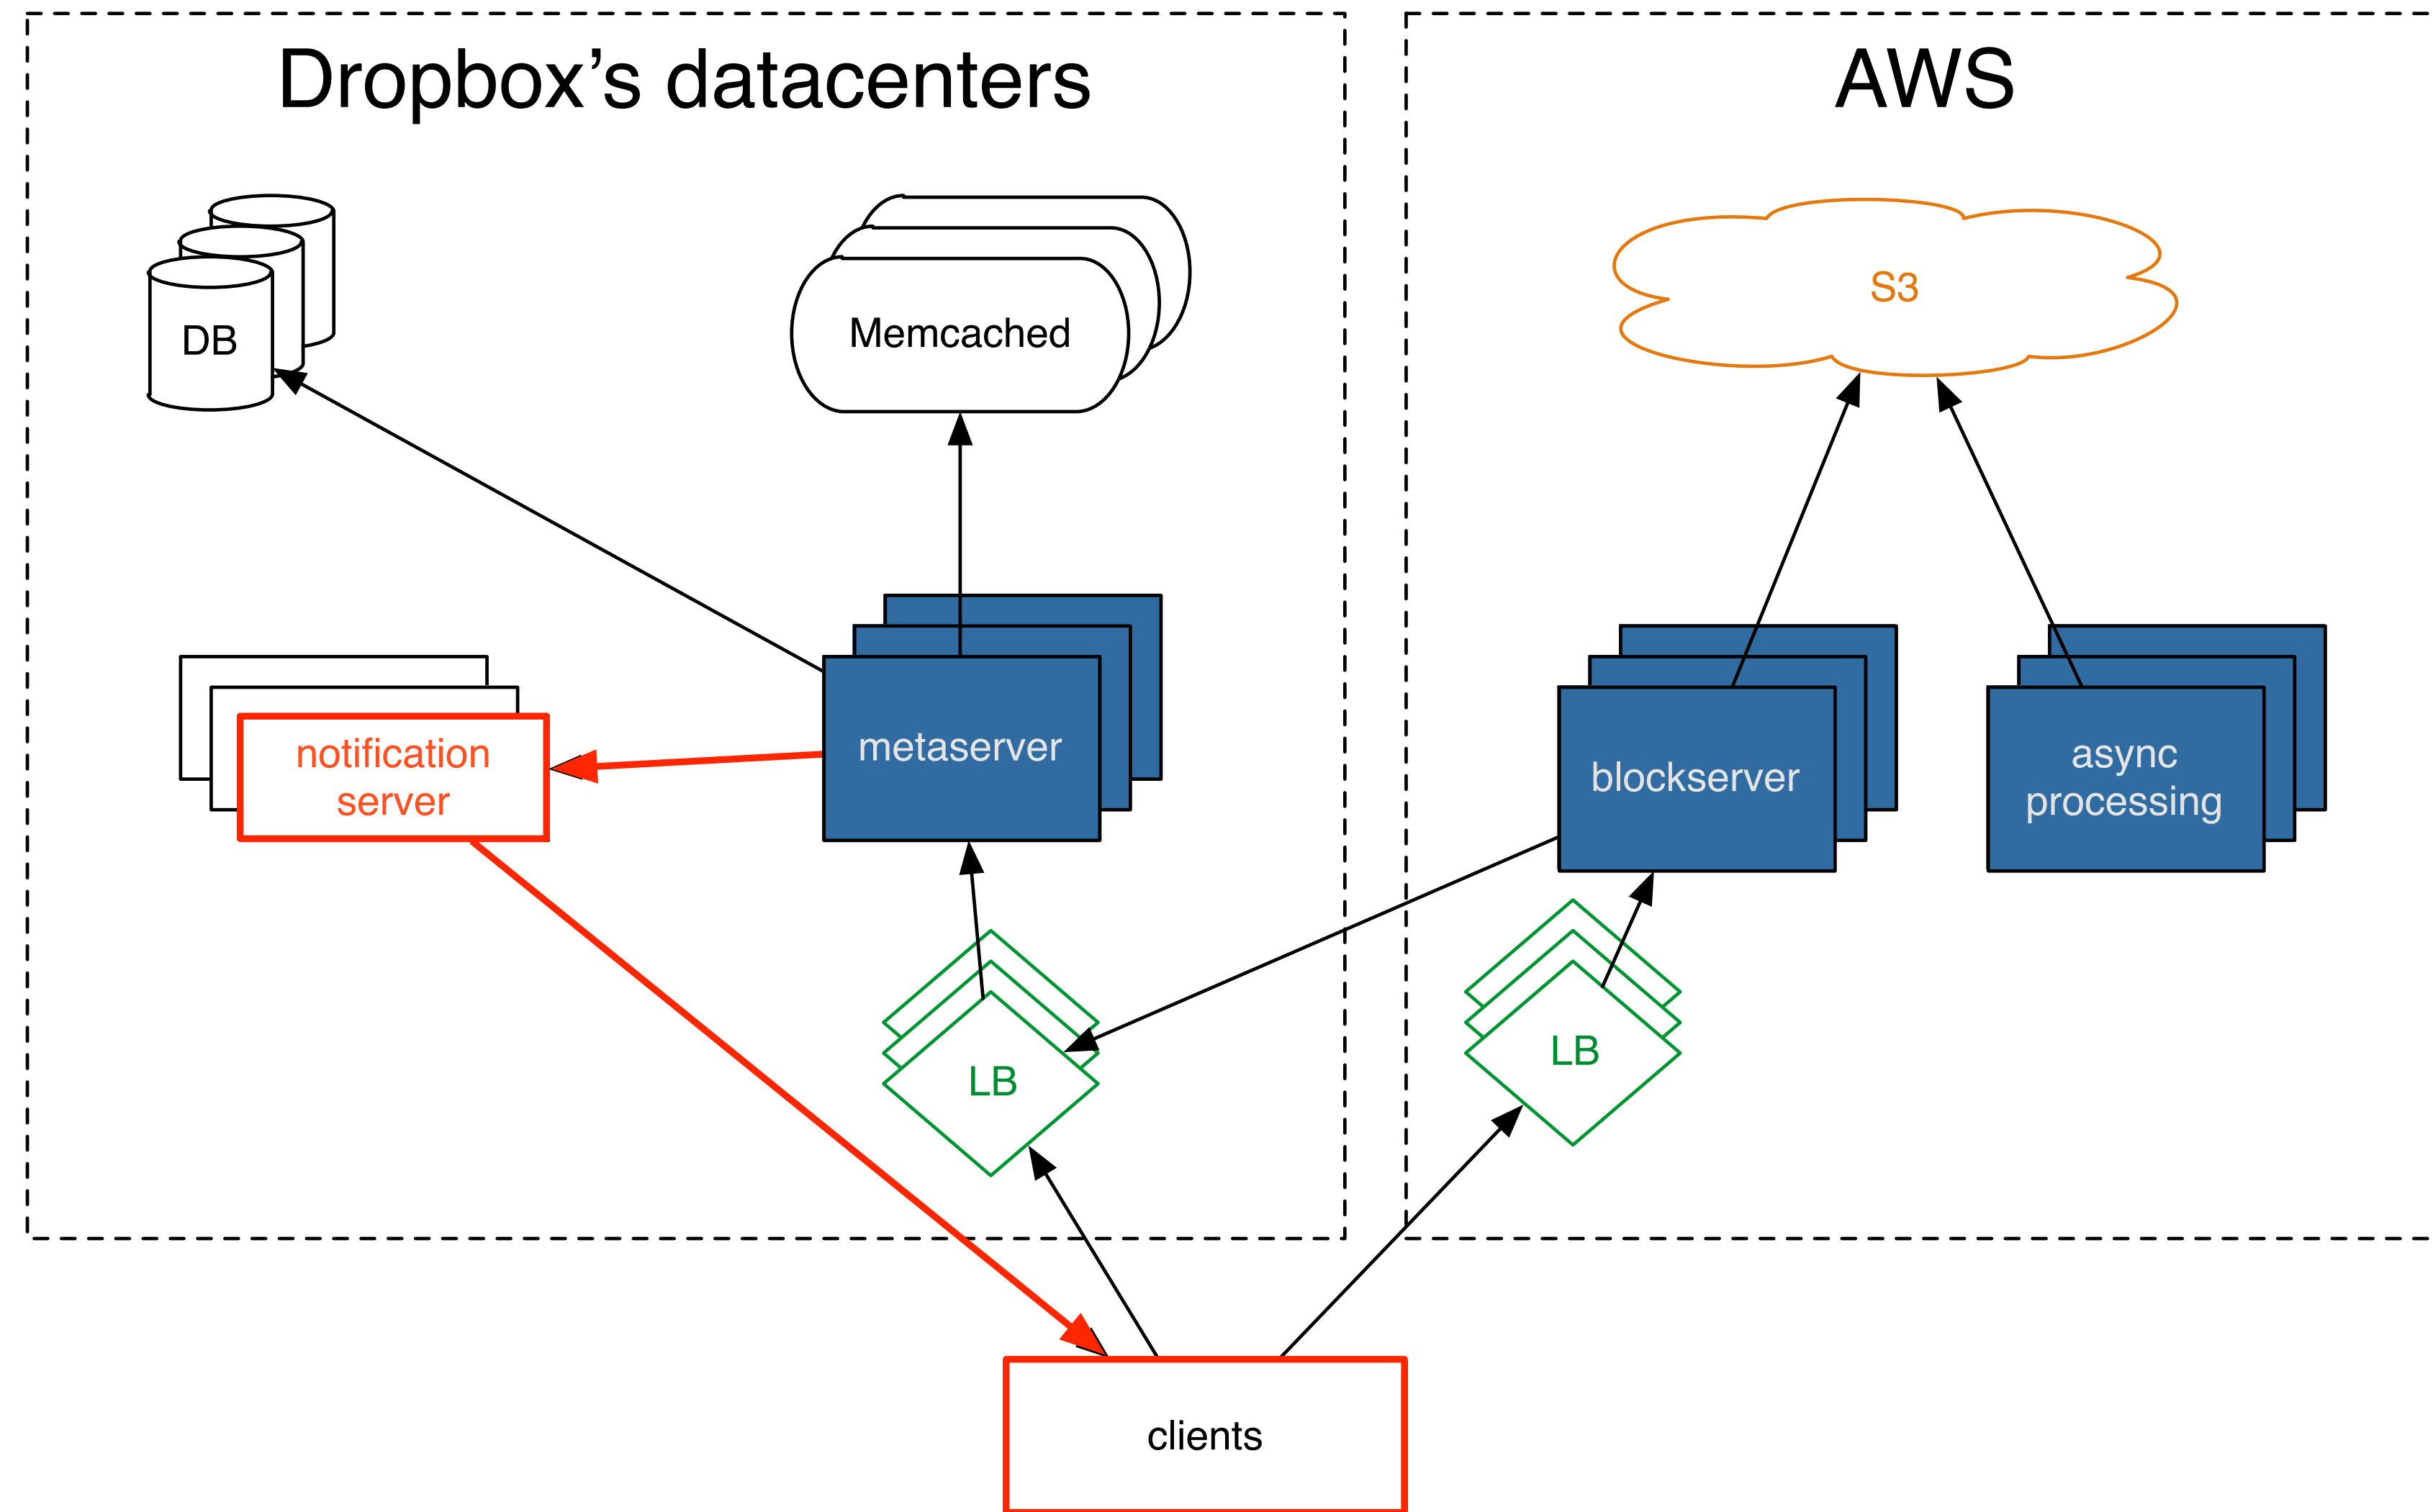 Dropbox’s datacenters
AWS
DB
Memcached
S3
notification
server
metaserver
blockserver
async
processing
LB
LB
clients